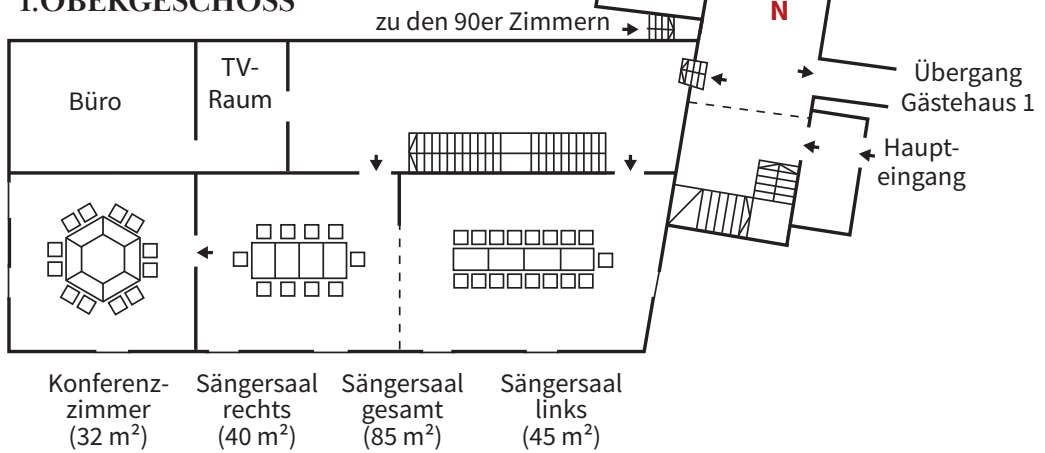 1.OBERGESCHOSS
zu den 90er Zimmern
N
Büro
TV-
Raum
Übergang
Gästehaus 1
Haupt-
eingang
Konferenz-
zimmer
(32 m²)
Sängersaal
rechts
(40 m²)
Sängersaal
gesamt
(85 m²)
Sängersaal
links
(45 m²)